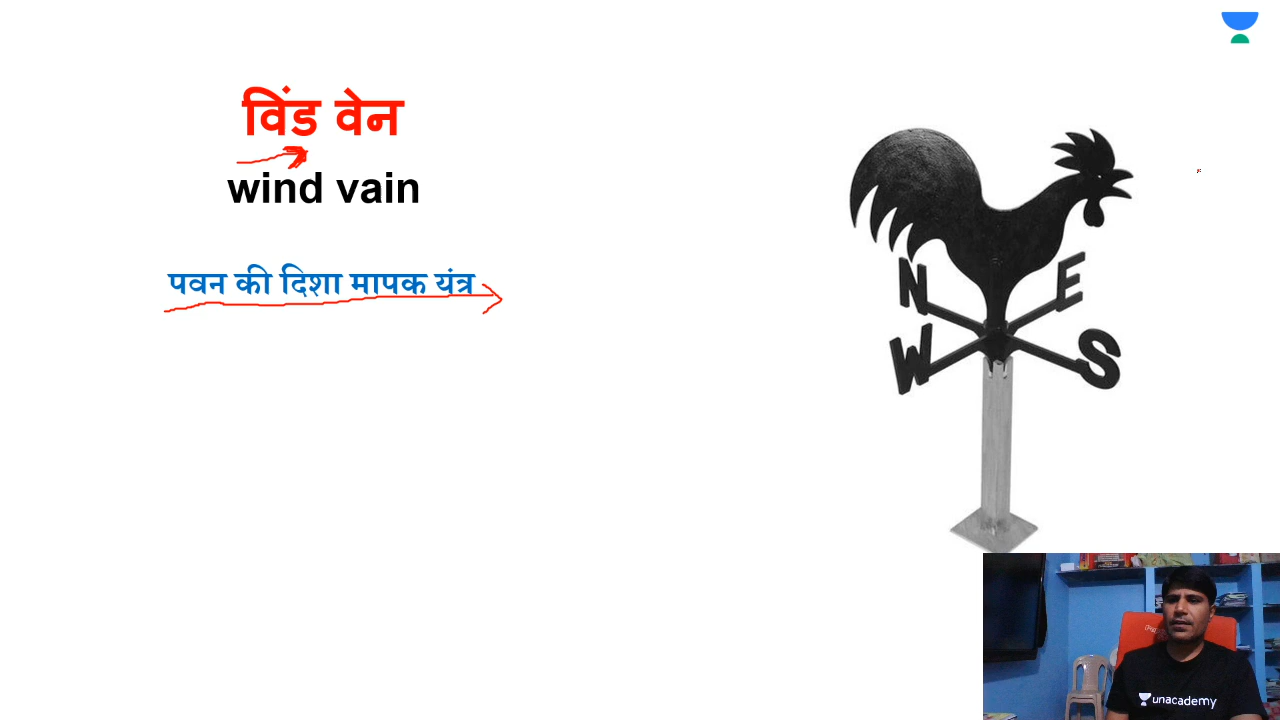 विंड वेन
wind vain
पवन की दिशा मापक यंत्र
N
E
W
S
unacademy